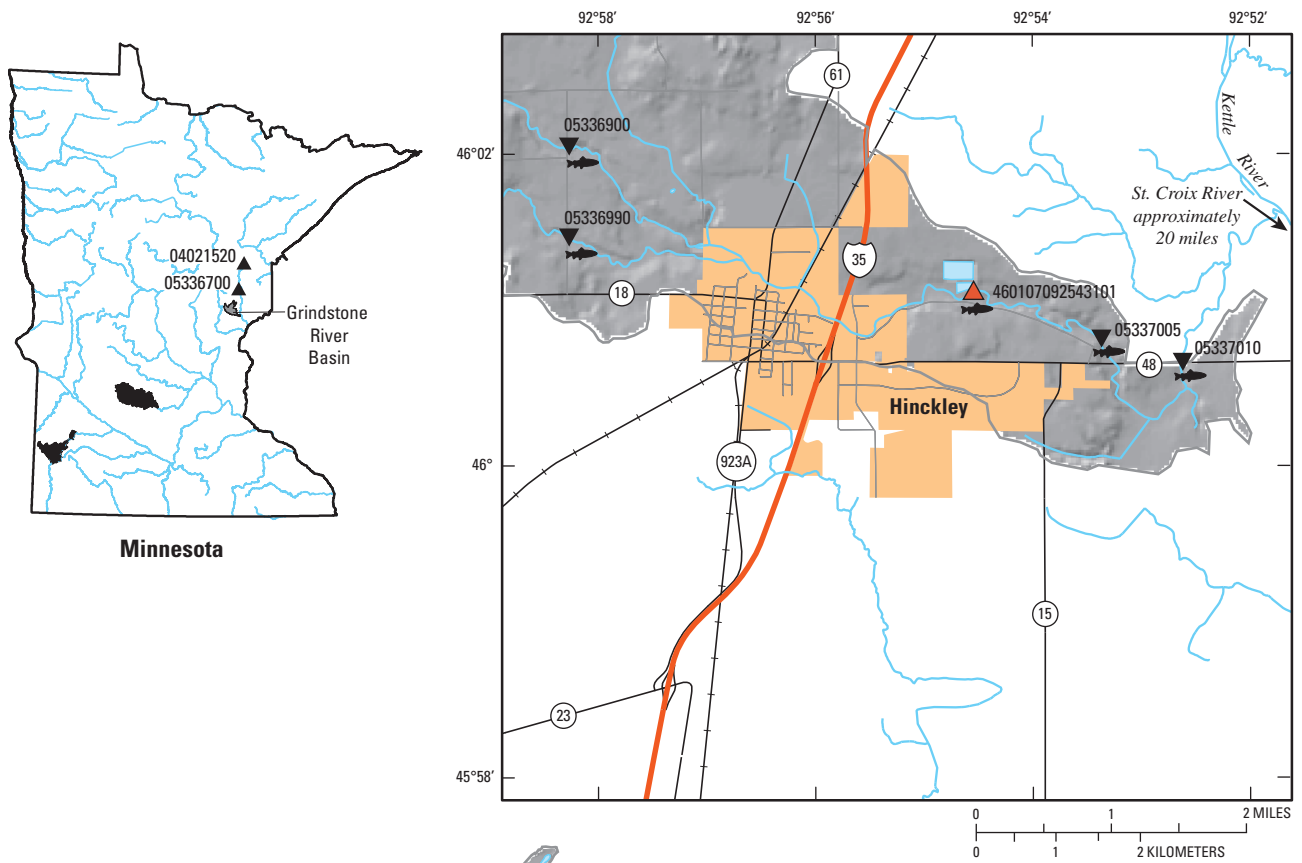 04021520
05336700
Grindstone
River
Basin
Minnesota
92°58′
92°56′
92°54′
92°52′
46°02′
46°
45°58′
61
Kettle
River
05336900
St. Croix River
approximately
20 miles
05336990
35
18
460107092543101
05337005
05337010
48
Hinckley
923A
15
23
0 1 2 MILES
0 1 2 KILOMETERS